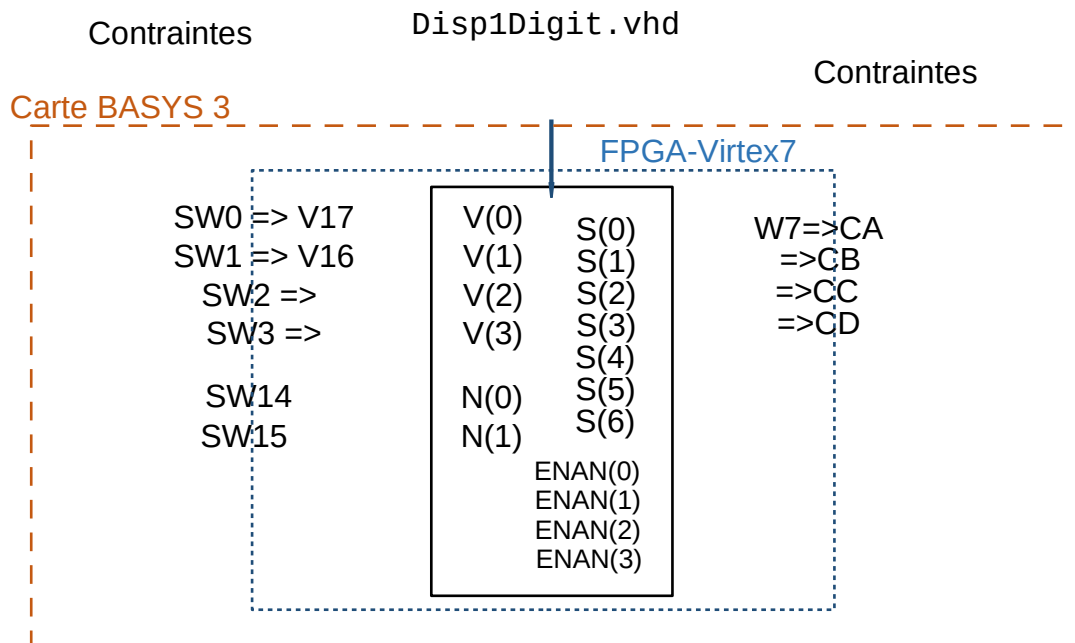 Contraintes
Disp1Digit.vhd
Contraintes
Carte BASYS 3
FPGA-Virtex7
SW0 => V17
SW1 => V16
SW2 =>
SW3 =>
SW14
SW15
V(0)
V(1)
V(2)
V(3)
N(0)
N(1)
S(0)
S(1)
S(2)
S(3)
S(4)
S(5)
S(6)
ENAN(0)
ENAN(1)
ENAN(2)
ENAN(3)
W7=>CA
=>CB
=>CC
=>CD